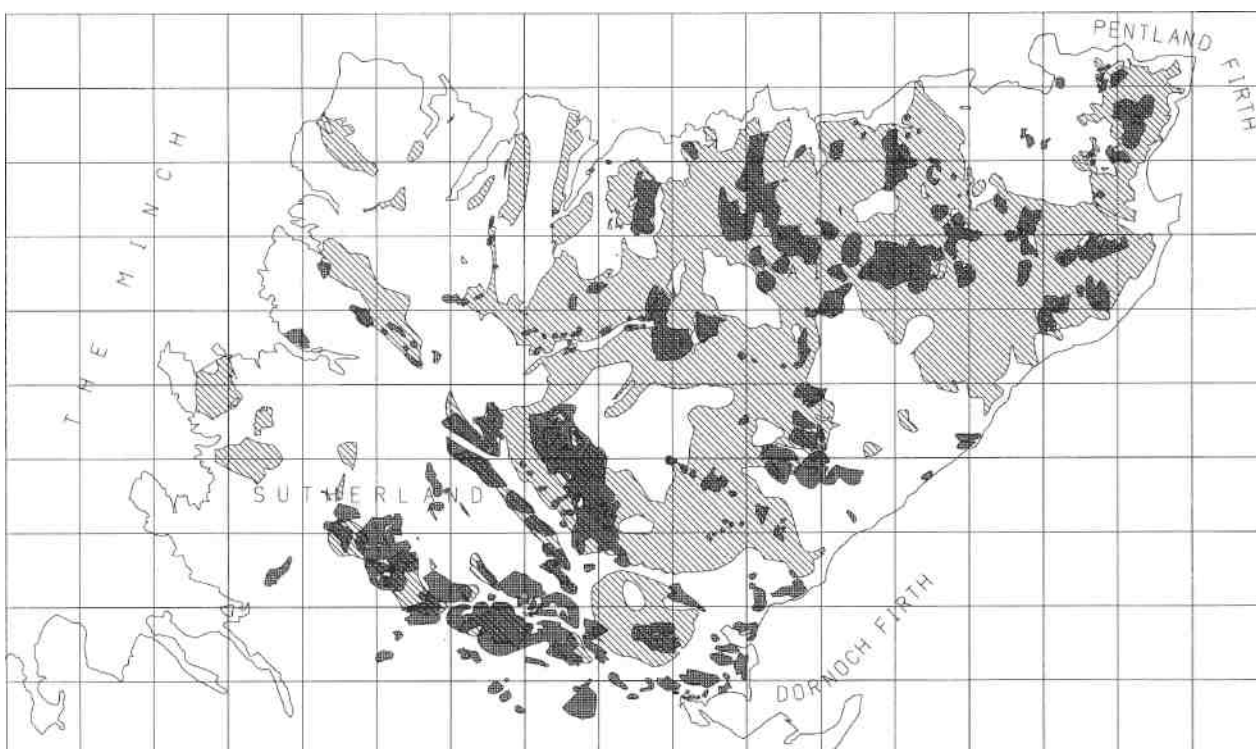 PENTLAND
FIRTH
THE MINCH
SUTHERLAND
DORNOCH FIRTH